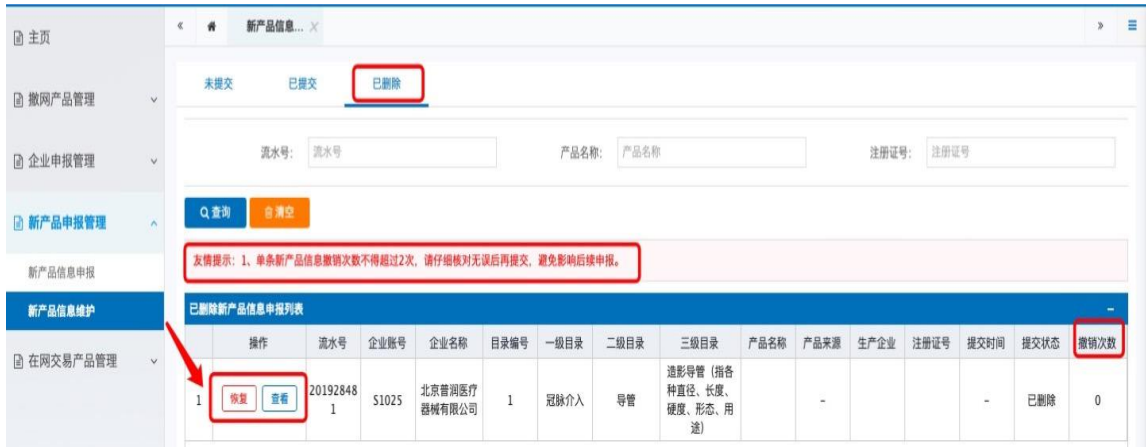 主页
撤网产品管理
企业申报管理
新产品申报管理
新产品信息申报
新产品信息维护
在网交易产品管理
新产品信息...
未提交 已提交 已删除
流水号: 流水号 产品名称: 产品名称 注册证号: 注册证号
查询 清空
友情提示: 1、单条新产品信息撤销次数不得超过2次, 请仔细核对无误后再提交, 避免影响后续申报。
已删除新产品信息申报列表
操作 流水号 企业账号 企业名称 目录编号 一级目录 二级目录 三级目录 产品名称 产品来源 生产企业 注册证号 提交时间 提交状态 撤销次数
1 恢复 查看 20192848
1 S1025 北京普润医疗
器械有限公司 1 冠脉介入 导管 造影导管 (指各
种直径、长度、
硬度、形态、用
途) - - 已删除 0